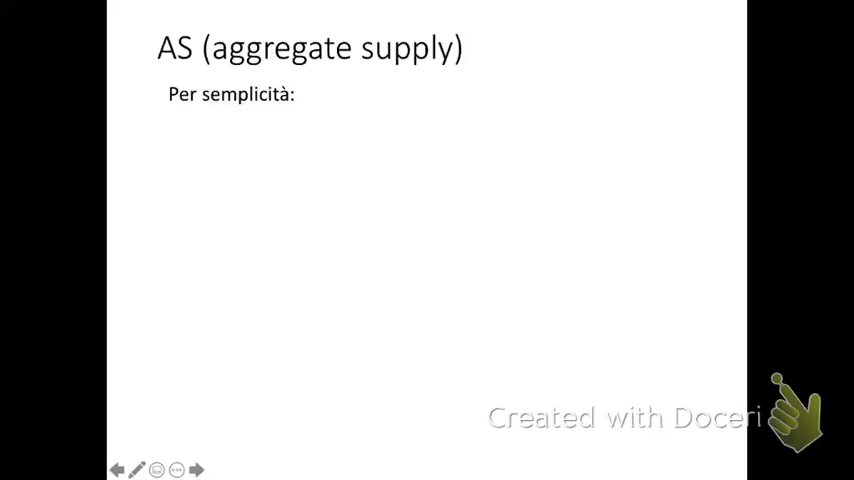 AS (aggregate supply)
Per semplicità:
Created with Doceri